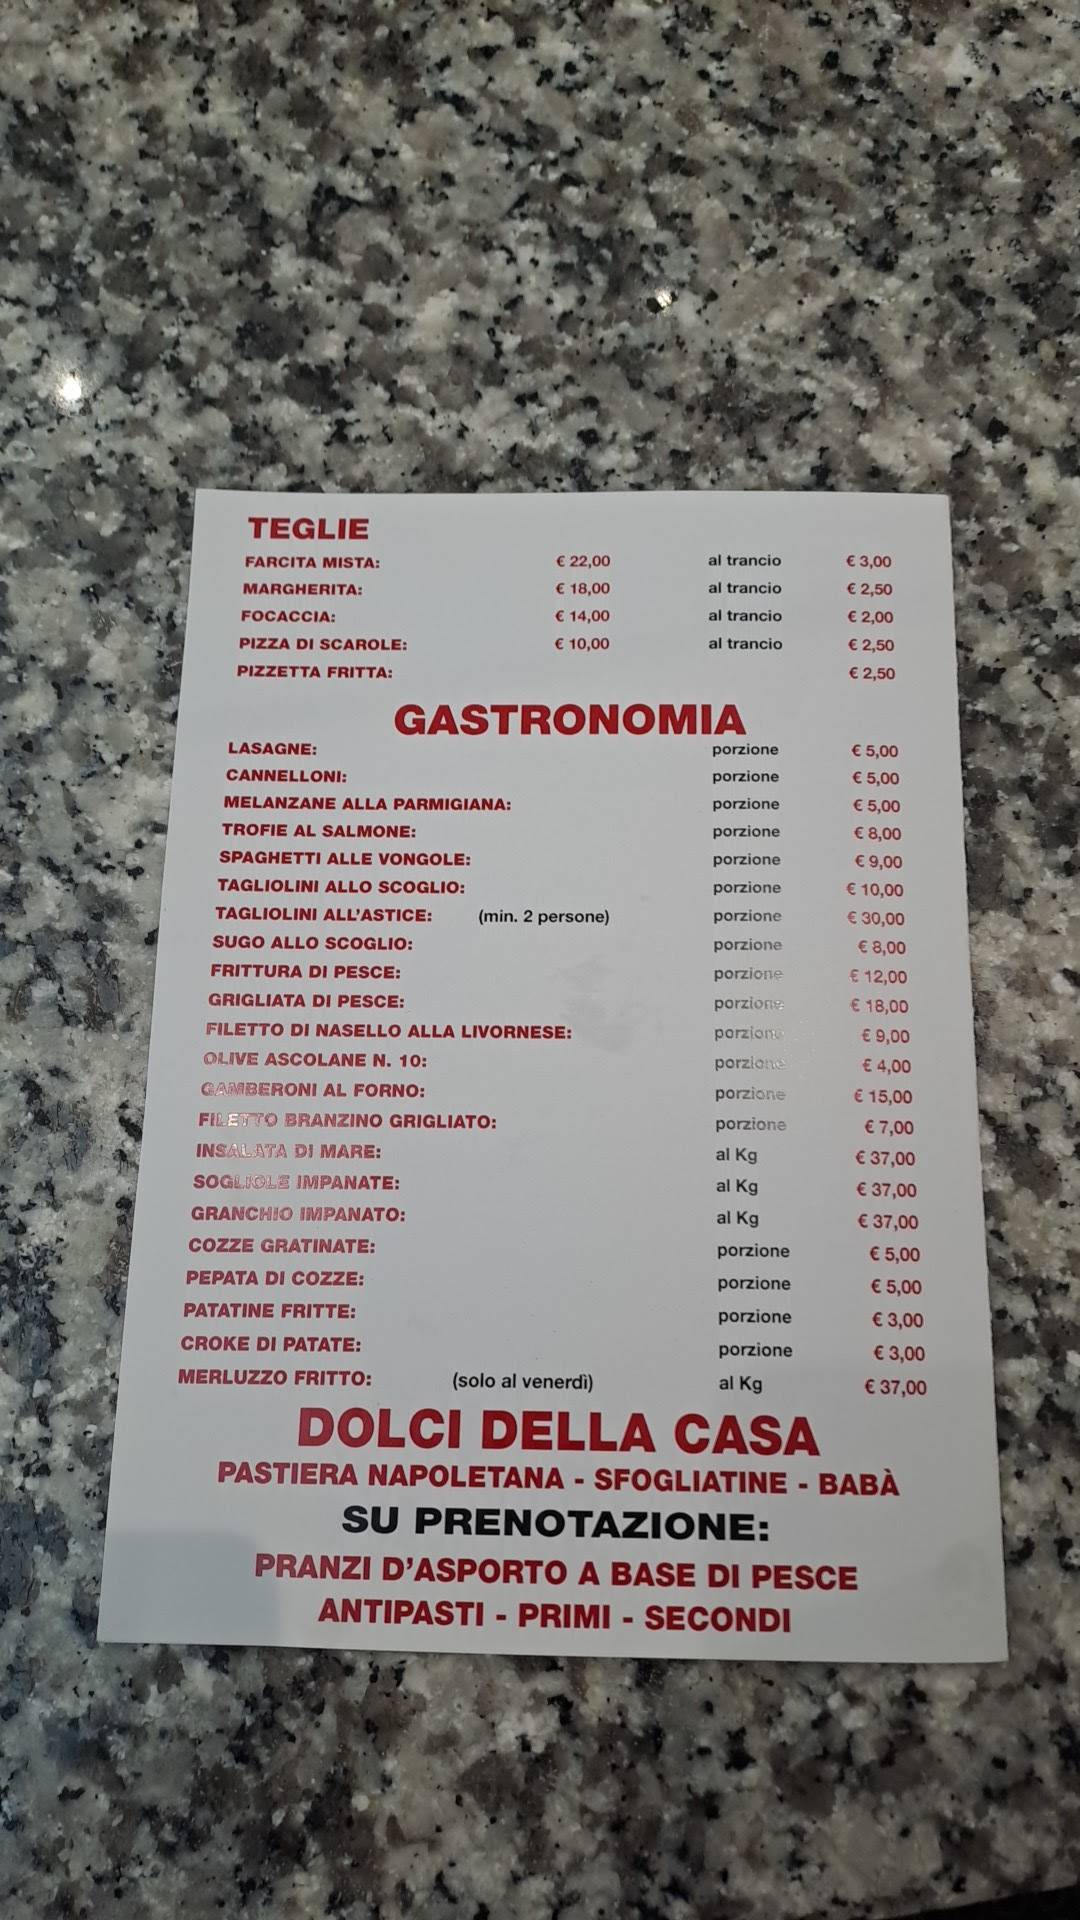 TEGLIE
FARCITA MISTA: € 22,00 al trancio € 3,00
MARGHERITA: € 18,00 al trancio € 2,50
FOCACCIA: € 14,00 al trancio € 2,00
PIZZA DI SCAROLE: € 10,00 al trancio € 2,50
PIZZETTA FRITTA: € 2,50
GASTRONOMIA
LASAGNE: porzione € 5,00
CANNELLONI: porzione € 5,00
MELANZANE ALLA PARMIGIANA: porzione € 5,00
TROFIE AL SALMONE: porzione € 8,00
SPAGHETTI ALLE VONGOLE: porzione € 9,00
TAGLIOLINI ALLO SCOGLIO: porzione € 10,00
TAGLIOLINI ALL'ASTICE: (min. 2 persone) porzione € 30,00
SUGO ALLO SCOGLIO: porzione € 8,00
FRITTURA DI PESCE: porzione € 12,00
GRIGLIATA DI PESCE: porzione € 18,00
FILETTO DI NASELLO ALLA LIVORNESE: porzione € 9,00
OLIVE ASCOLANE N. 10: porzione € 4,00
GAMBERONI AL FORNO: porzione € 15,00
FILETTO BRANZINO GRIGLIATO: porzione € 7,00
INSALATA DI MARE: al Kg € 37,00
SOGLIOLE IMPANATE: al Kg € 37,00
GRANCHIO IMPANATO: al Kg € 37,00
COZZE GRATINATE: porzione € 5,00
PEPATA DI COZZE: porzione € 5,00
PATATINE FRITTE: porzione € 3,00
CROKE DI PATATE: porzione € 3,00
MERLUZZO FRITTO: (solo al venerdì) al Kg € 37,00
DOLCI DELLA CASA
PASTIERA NAPOLETANA - SFOGLIATINE - BABÀ
SU PRENOTAZIONE:
PRANZI D'ASPORTO A BASE DI PESCE
ANTIPASTI - PRIMI - SECONDI